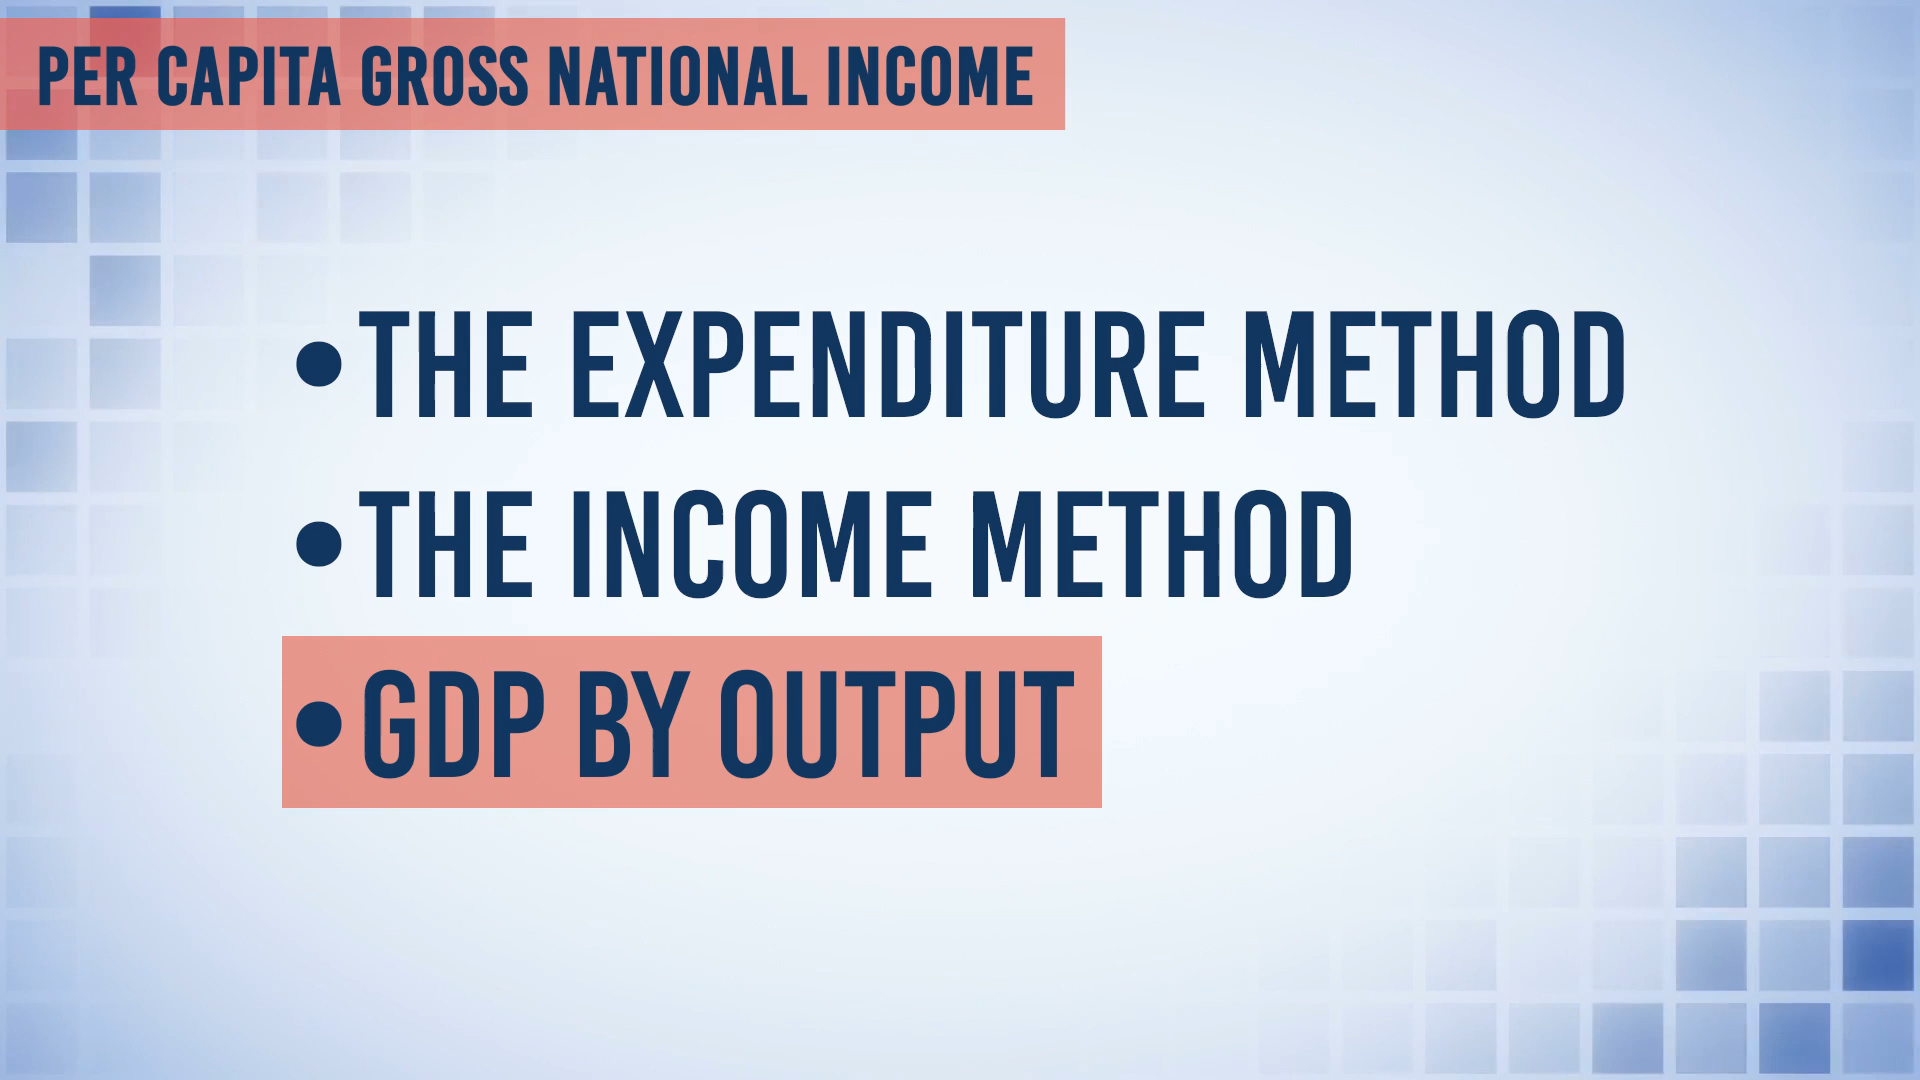 PER CAPITA GROSS NATIONAL INCOME
•THE EXPENDITURE METHOD
•THE INCOME METHOD
•GDP BY OUTPUT